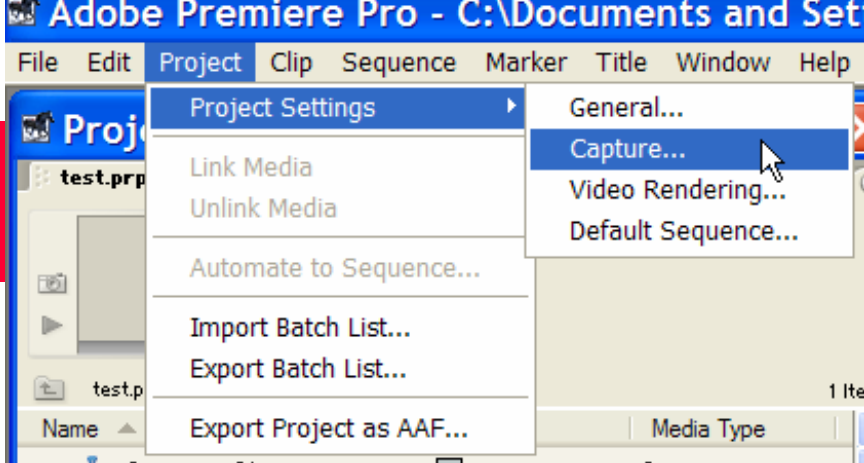 Adobe Premiere Pro - C:\Documents and Set
File Edit Project Clip Sequence Marker Title Window Help
Project Settings
General...
Proj
Capture...
test.prp
Link Media
Video Rendering...
Unlink Media
Default Sequence...
Automate to Sequence...
Import Batch List...
Export Batch List...
test.p
1 Ite
Export Project as AAF...
Name
Media Type